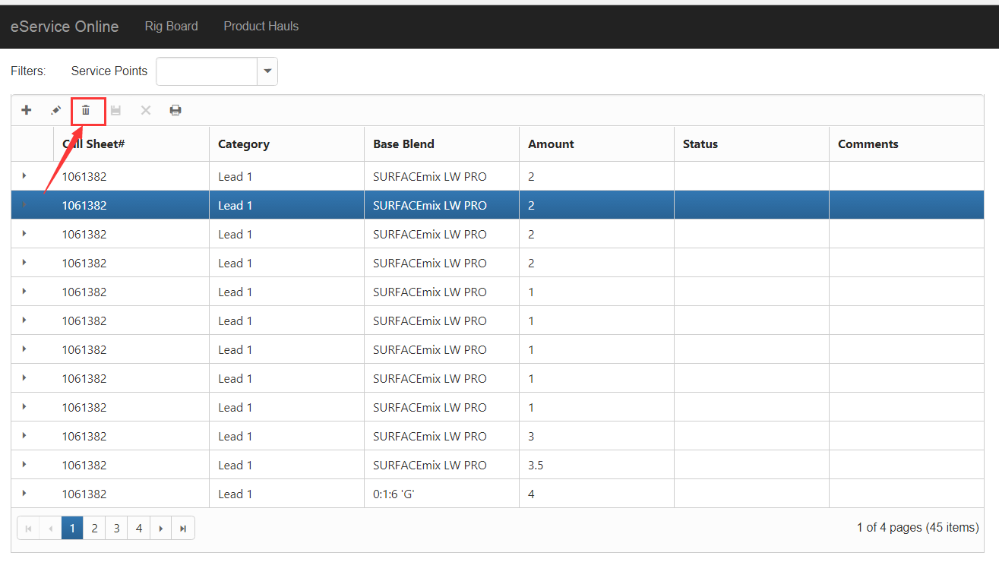 eService Online Rig Board Product Hauls
Filters: Service Points
Call Sheet# Category Base Blend Amount Status Comments
1061382 Lead 1 SURFACEmix LW PRO 2
1061382 Lead 1 SURFACEmix LW PRO 2
1061382 Lead 1 SURFACEmix LW PRO 2
1061382 Lead 1 SURFACEmix LW PRO 2
1061382 Lead 1 SURFACEmix LW PRO 1
1061382 Lead 1 SURFACEmix LW PRO 1
1061382 Lead 1 SURFACEmix LW PRO 1
1061382 Lead 1 SURFACEmix LW PRO 1
1061382 Lead 1 SURFACEmix LW PRO 1
1061382 Lead 1 SURFACEmix LW PRO 3
1061382 Lead 1 SURFACEmix LW PRO 3.5
1061382 Lead 1 0:1:6 'G' 4
1 2 3 4 1 of 4 pages (45 items)